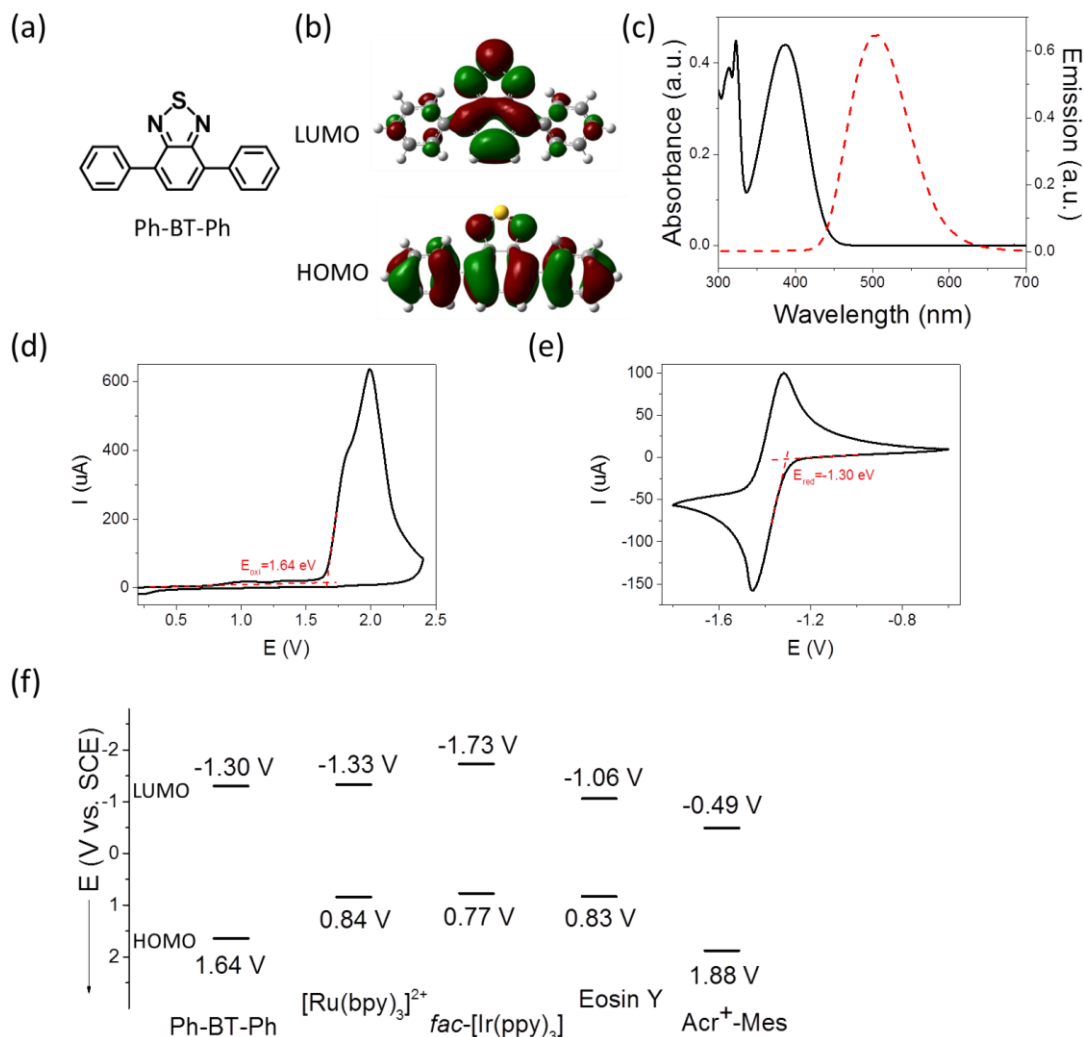 (a)
S
N N
Ph-BT-Ph
(b)
LUMO
HOMO
(c)
Absorbance (a.u.)
0.4
0.2
0.0
Emission (a.u.)
0.6
0.4
0.2
0.0
300 400 500 600 700
Wavelength (nm)
(d)
I (uA)
600
400
200
0
E_oxi=1.64 eV
0.5 1.0 1.5 2.0 2.5
E (V)
(e)
I (uA)
100
50
0
-50
-100
-150
E_red=-1.30 eV
-1.6 -1.2 -0.8
E (V)
(f)
E (V vs. SCE)
-2
-1
0
1
2
LUMO
HOMO
-1.30 V
-1.33 V
-1.73 V
-1.06 V
-0.49 V
1.64 V
0.84 V
0.77 V
0.83 V
1.88 V
Ph-BT-Ph
[Ru(bpy)₃]²⁺
fac-[Ir(ppy)₃]
Eosin Y
Acr⁺-Mes